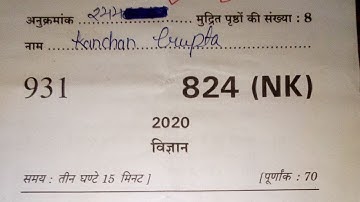 अनुक्रमांक ........ मुद्रित पृष्ठों की संख्या : 8
नाम Kanchan Gupta
931 824 (NK)
2020
विज्ञान
समय : तीन घण्टे 15 मिनट ] [पूर्णांक : 70